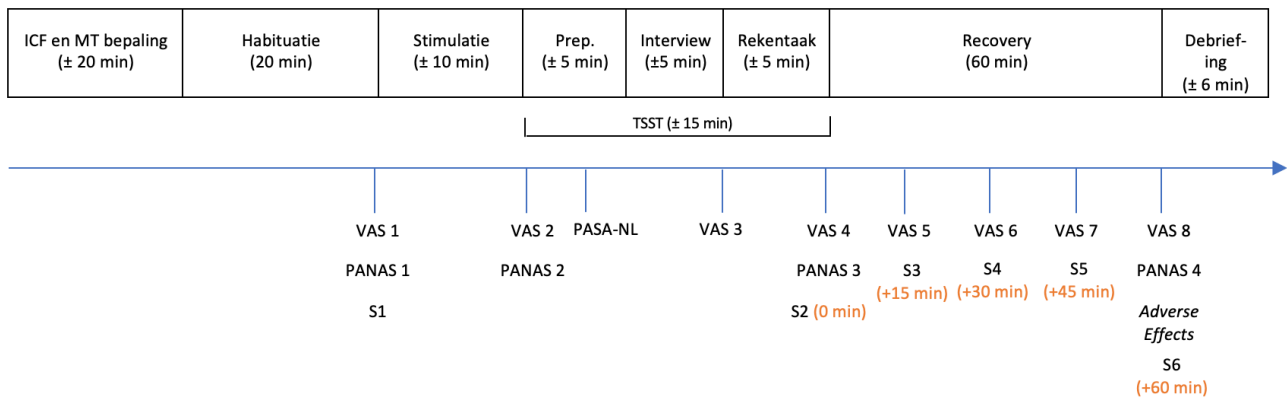 ICF en MT bepaling
(± 20 min)
Habituatie
(20 min)
Stimulatie
(± 10 min)
Prep.
(± 5 min)
Interview
(±5 min)
Rekentaak
(± 5 min)
Recovery
(60 min)
Debrief-
ing
(± 6 min)
TSST (± 15 min)
VAS 1
PANAS 1
S1
VAS 2
PANAS 2
PASA-NL
VAS 3
VAS 4
PANAS 3
S2 (0 min)
VAS 5
S3
(+15 min)
VAS 6
S4
(+30 min)
VAS 7
S5
(+45 min)
VAS 8
PANAS 4
Adverse
Effects
S6
(+60 min)